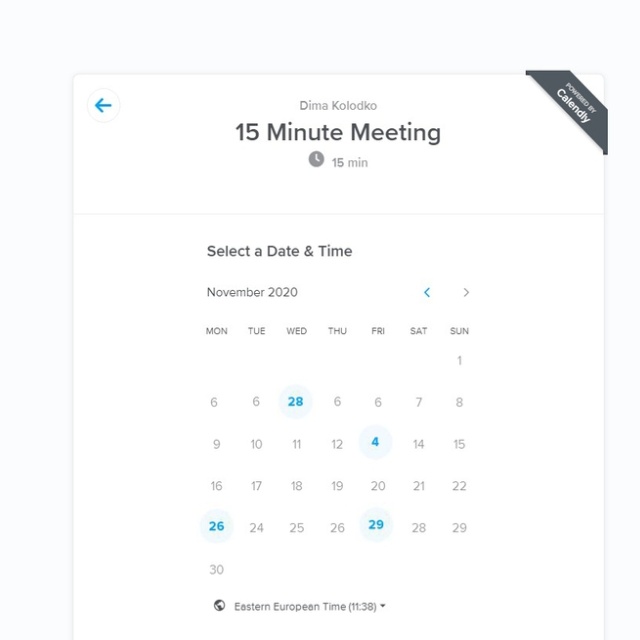 POWERED BY
Calendly
Dima Kolodko
15 Minute Meeting
15 min
Select a Date & Time
November 2020
MON TUE WED THU FRI SAT SUN
1
6 6 28 6 6 7 8
9 10 11 12 4 14 15
16 17 18 19 20 21 22
26 24 25 26 29 28 29
30
Eastern European Time (11:38)